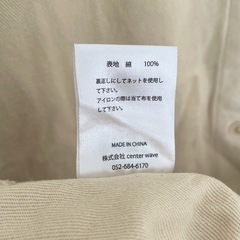 表地 綿 100%
裏返しにしてネットを使用し
て下さい。
アイロンの際は当て布を使用
して下さい。
MADE IN CHINA
株式会社 center wave
052-684-6170